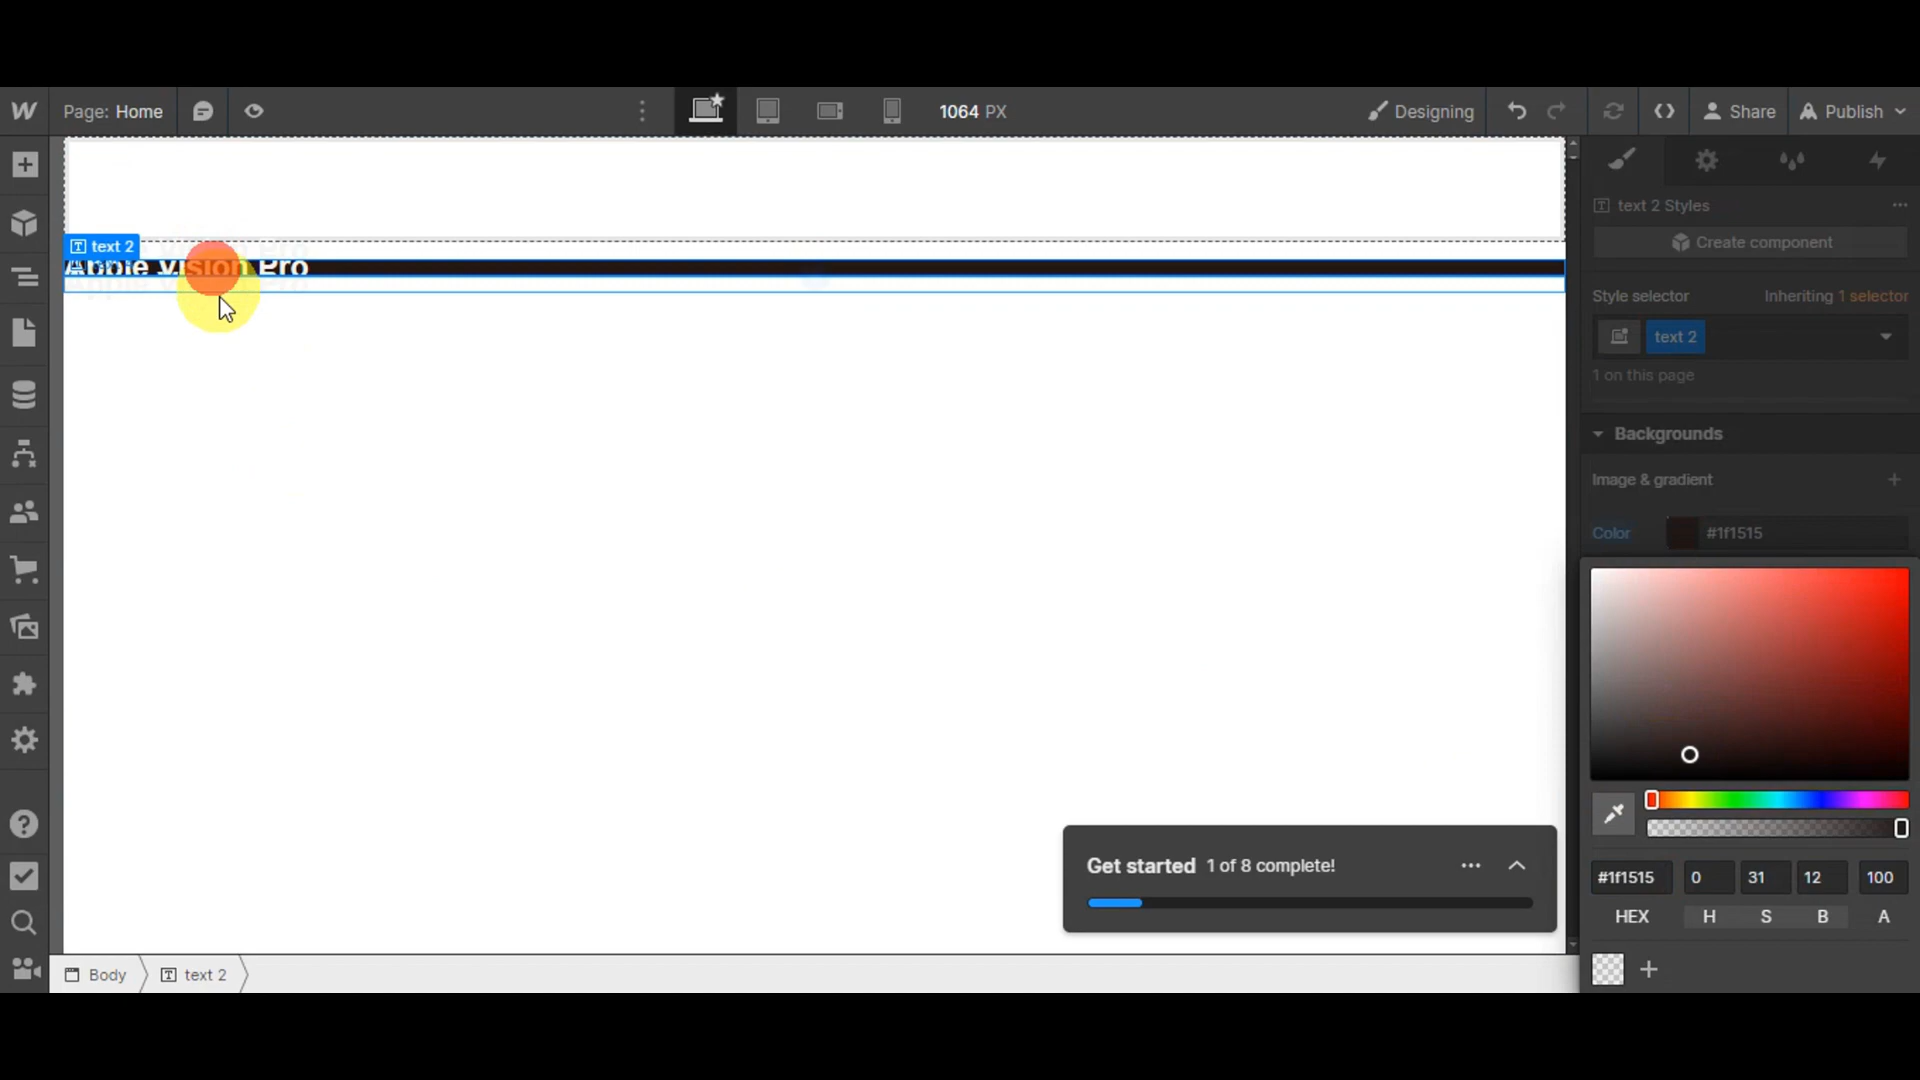 Page: Home
1064 PX
Designing
Share
Publish
text 2
Apple Vision Pro
text 2 Styles
Create component
Style selector
Inheriting 1 selector
text 2
1 on this page
Backgrounds
Image & gradient
Color
#1f1515
Get started 1 of 8 complete!
#1f1515 0 31 12 100
HEX H S B A
Body
text 2